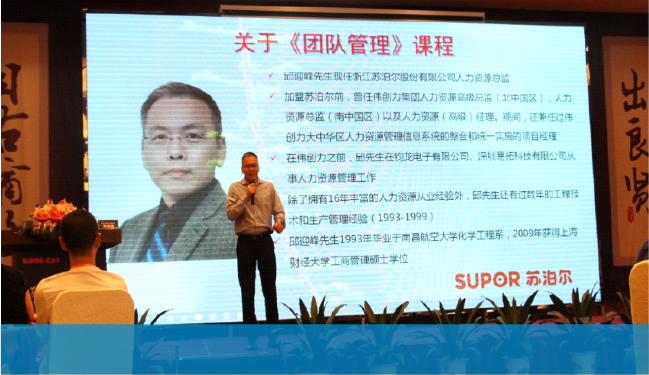 关于《团队管理》课程
邱迎峰先生现任浙江苏泊尔股份有限公司人力资源总监
加盟苏泊尔前，曾任伟创力集团人力资源高级总监（北中国区），人力
资源总监（南中国区）以及人力资源（高级）经理。期间，还兼任过伟
创力大中华区人力资源管理信息系统的整合和统一实施的项目经理
在伟创力之前，邱先生在钧龙电子有限公司、深圳易拓科技有限公司从
事人力资源管理工作
除了拥有16年丰富的人力资源从业经验外，邱先生还有过数年的工程技
术和生产管理经验（1993-1999）
邱迎峰先生1993年毕业于南昌航空大学化学工程系，2009年获得上海
财经大学工商管理硕士学位
SUPOR 苏泊尔
出良贤
SUPOR 苏泊尔